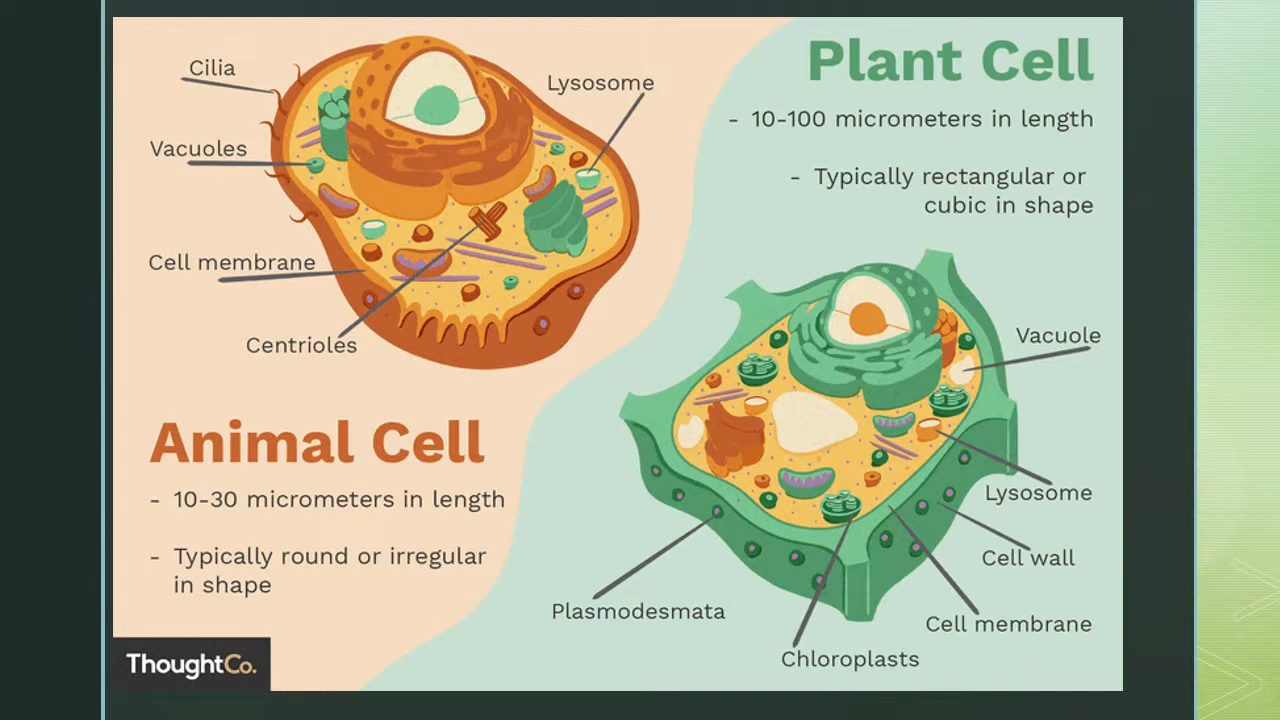 Cilia
Lysosome
Vacuoles
Cell membrane
Centrioles
Animal Cell
- 10-30 micrometers in length
- Typically round or irregular
in shape
ThoughtCo.
Plant Cell
- 10-100 micrometers in length
- Typically rectangular or
cubic in shape
Vacuole
Lysosome
Cell wall
Plasmodesmata
Cell membrane
Chloroplasts